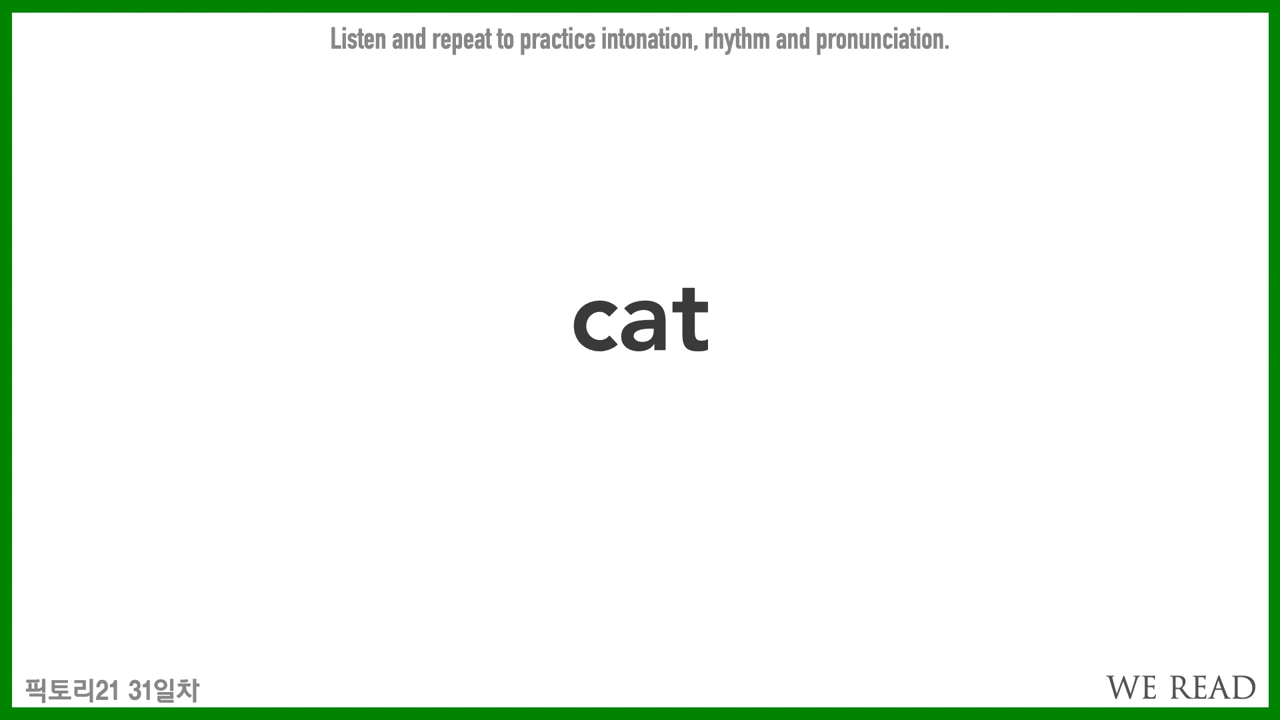 Listen and repeat to practice intonation, rhythm and pronunciation.
cat
픽토리21 31일차
WE READ